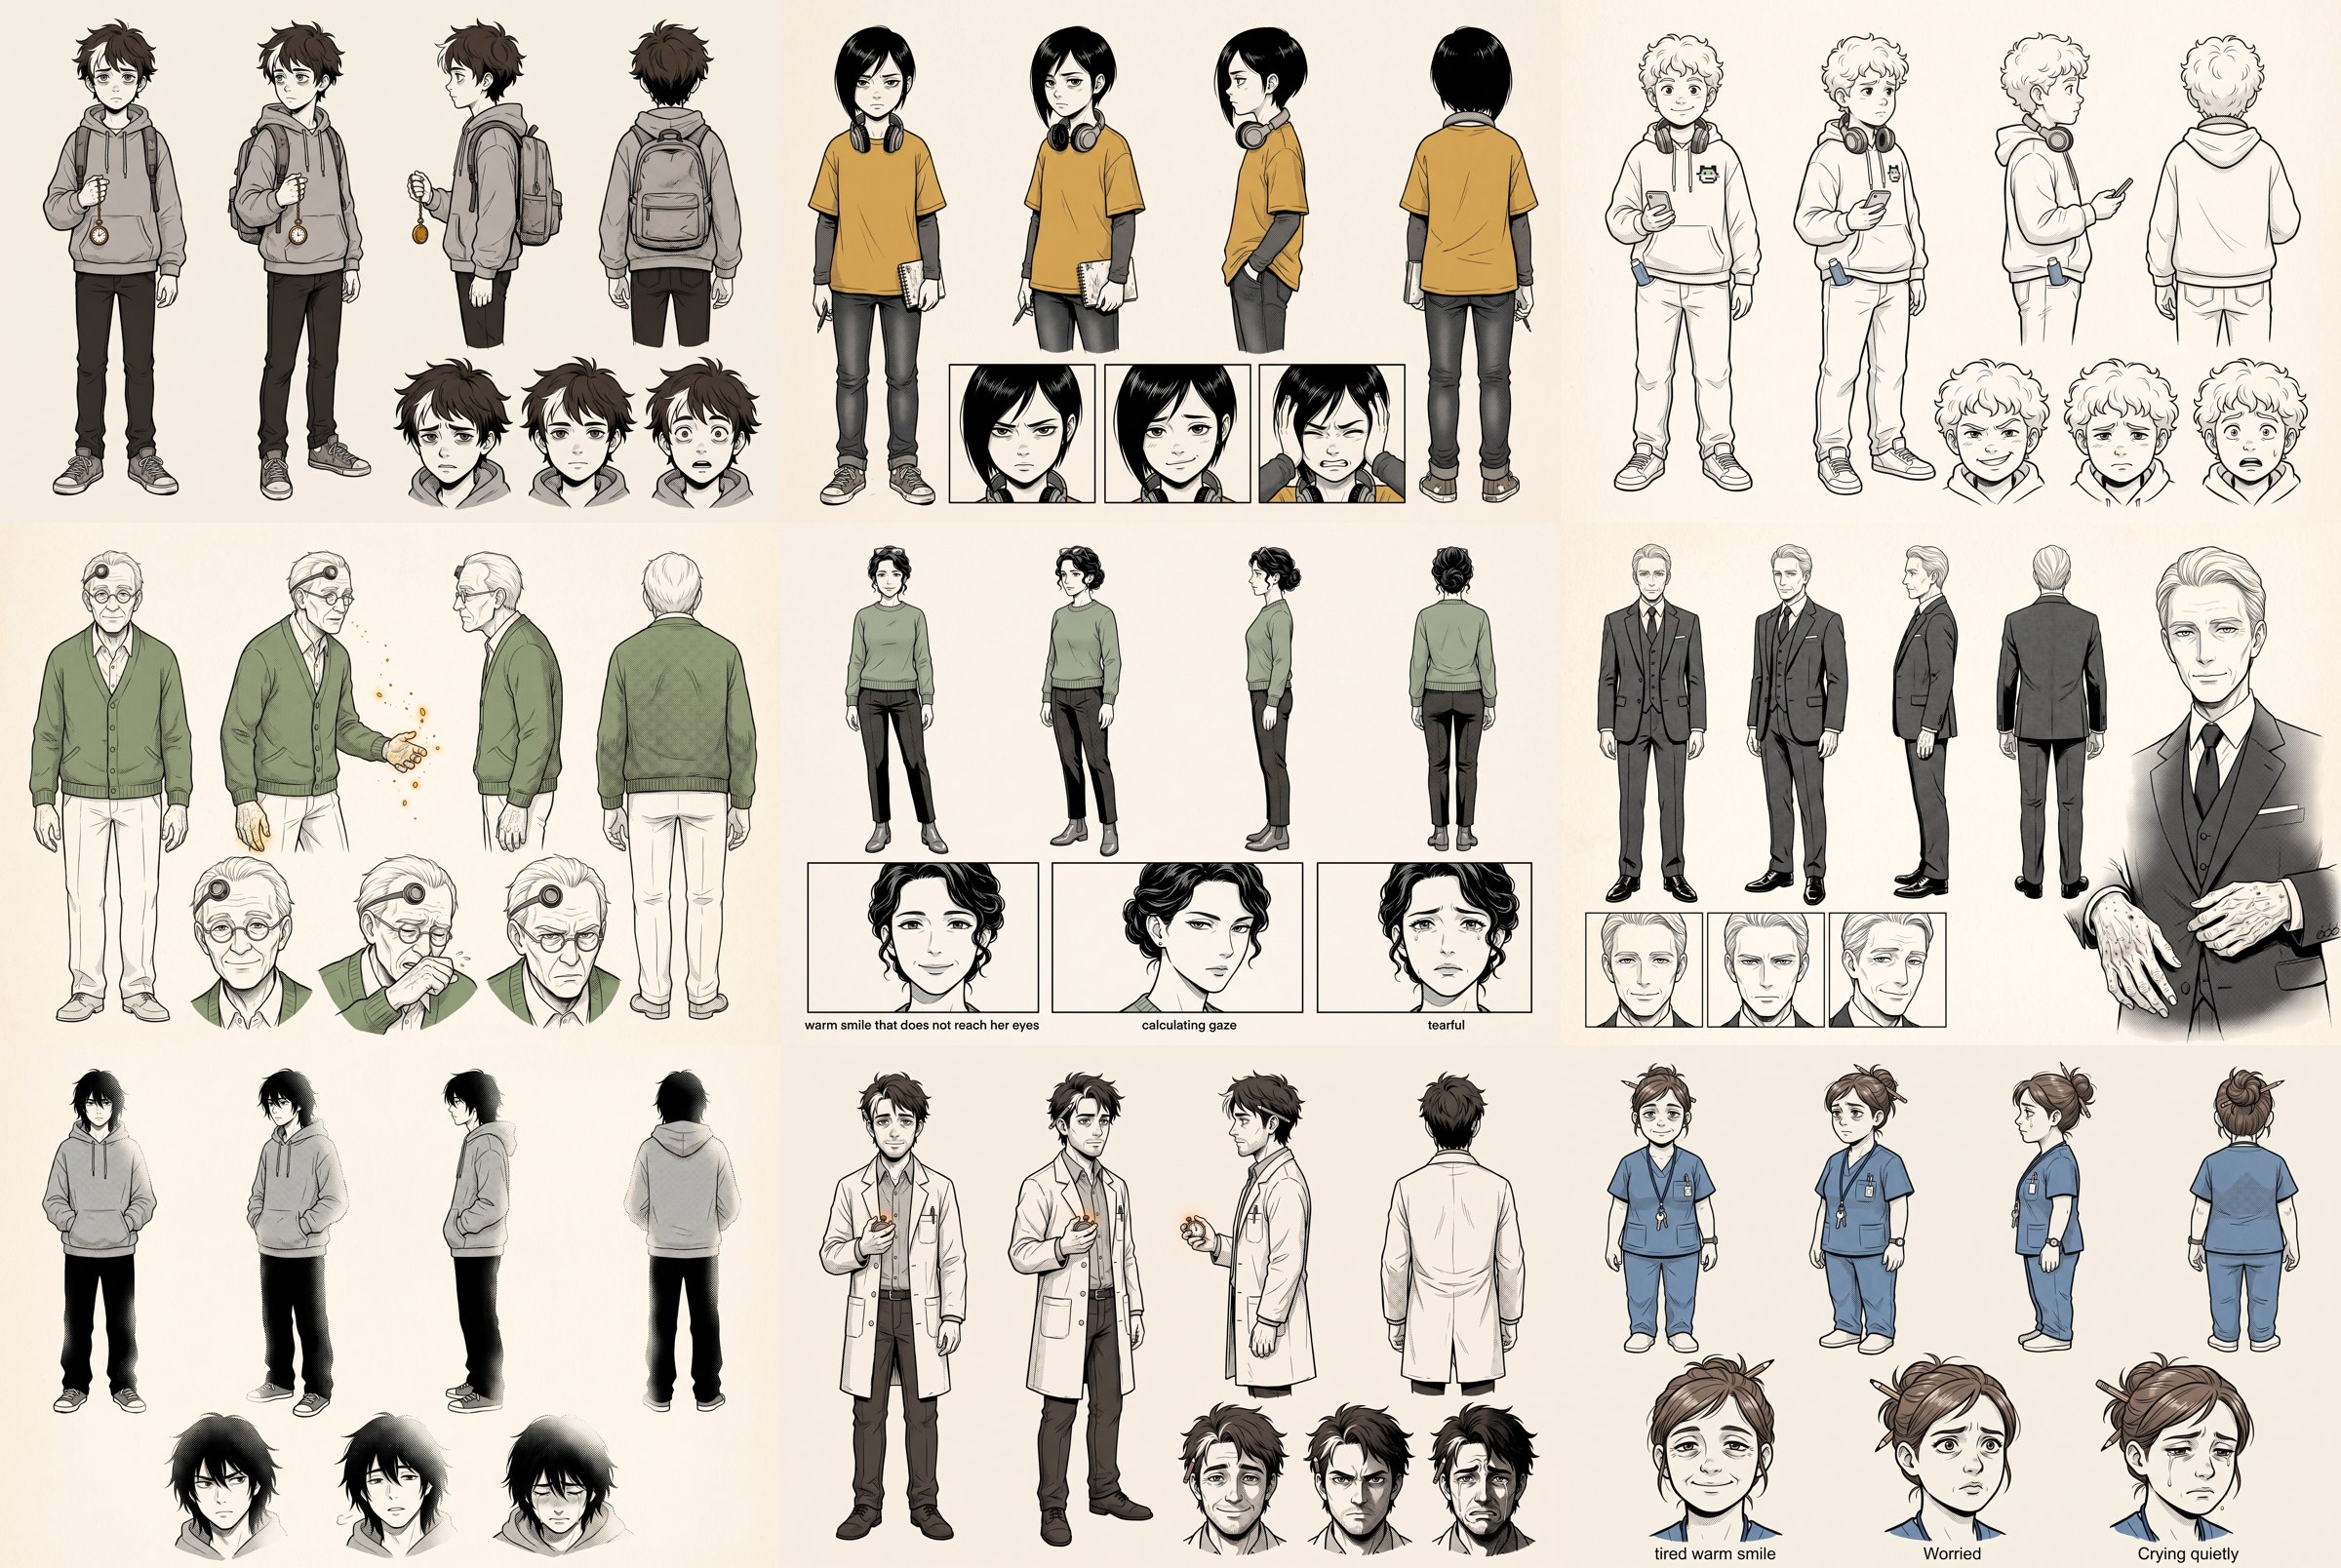 warm smile that does not reach her eyes
calculating gaze
tearful
tired warm smile
Worried
Crying quietly